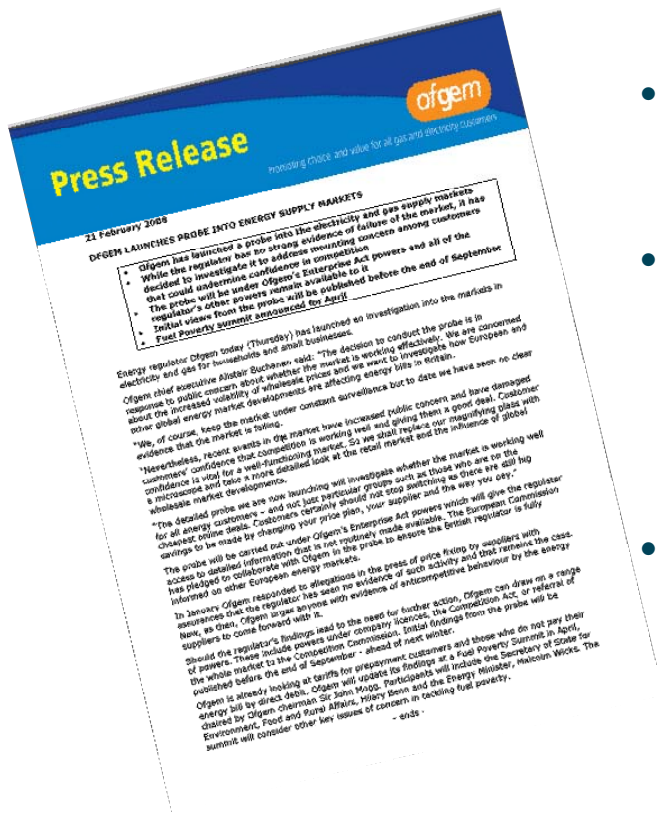 ofgem
Press Release
Promoting choice and value for all gas and electricity customers
21 February 2008
OFGEM LAUNCHES PROBE INTO ENERGY SUPPLY MARKETS
• Ofgem has launched a probe into the electricity and gas supply markets
• While the regulator has no strong evidence of failure of the market, it has
decided to investigate it to address mounting concern among customers
that could undermine confidence in competition
• The probe will be under Ofgem's Enterprise Act powers and all of the
regulator's other powers remain available to it
• Initial views from the probe will be published before the end of September
• Fuel Poverty summit announced for April
Energy regulator Ofgem today (Thursday) has launched an investigation into the markets in
electricity and gas for households and small businesses.
Ofgem chief executive Alistair Buchanan said: "The decision to conduct the probe is in
response to public concern about whether the market is working effectively. We are concerned
about the increased volatility of wholesale prices and we want to investigate how European and
other global energy market developments are affecting energy bills in Britain.
"We, of course, keep the market under constant surveillance but to date we have seen no clear
evidence that the market is failing.
"Nevertheless, recent events in the market have increased public concern and have damaged
customers' confidence that competition is working well and giving them a good deal. Customer
confidence is vital for a well-functioning market. So we shall replace our magnifying glass with
a microscope and take a more detailed look at the retail market and the influence of global
wholesale market developments.
"The detailed probe we are now launching will investigate whether the market is working well
for all energy customers - and not just particular groups such as those who are on the
cheapest online deals. Customers certainly should not stop switching as there are still big
savings to be made by changing your price plan, your supplier and the way you pay."
The probe will be carried out under Ofgem's Enterprise Act powers which will give the regulator
access to detailed information that is not routinely made available. The European Commission
has pledged to collaborate with Ofgem in the probe to ensure the British regulator is fully
informed on other European energy markets.
In January Ofgem responded to allegations in the press of price fixing by suppliers with
assurances that the regulator has seen no evidence of such activity and that remains the case.
Now, as then, Ofgem urges anyone with evidence of anticompetitive behaviour by the energy
suppliers to come forward with it.
Should the regulator's findings lead to the need for further action, Ofgem can draw on a range
of powers. These include powers under company licences, the Competition Act, or referral of
the whole market to the Competition Commission. Initial findings from the probe will be
published before the end of September - ahead of next winter.
Ofgem is already looking at tariffs for prepayment customers and those who do not pay their
energy bill by direct debit. Ofgem will update its findings at a Fuel Poverty Summit in April,
chaired by Ofgem chairman Sir John Mogg. Participants will include the Secretary of State for
Environment, Food and Rural Affairs, Hilary Benn and the Energy Minister, Malcolm Wicks. The
summit will consider other key issues of concern in tackling fuel poverty.
- ends -